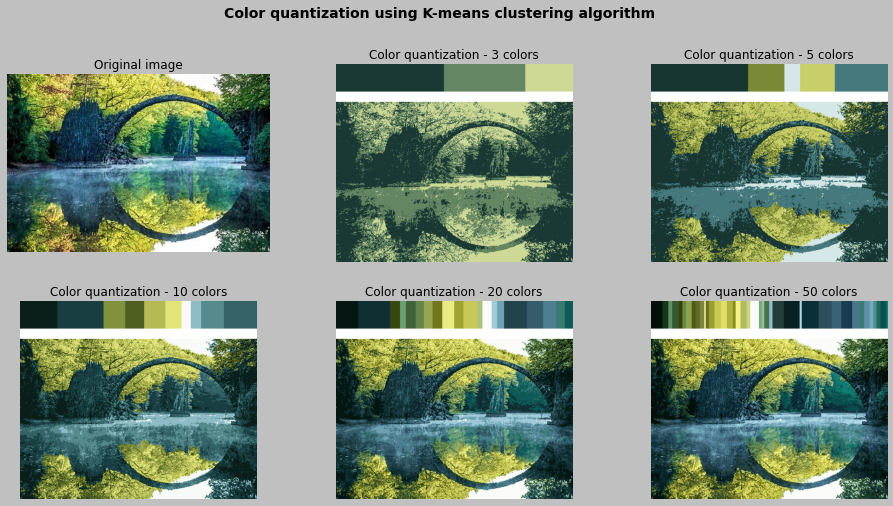 Color quantization using K-means clustering algorithm
Original image
Color quantization - 3 colors
Color quantization - 5 colors
Color quantization - 10 colors
Color quantization - 20 colors
Color quantization - 50 colors